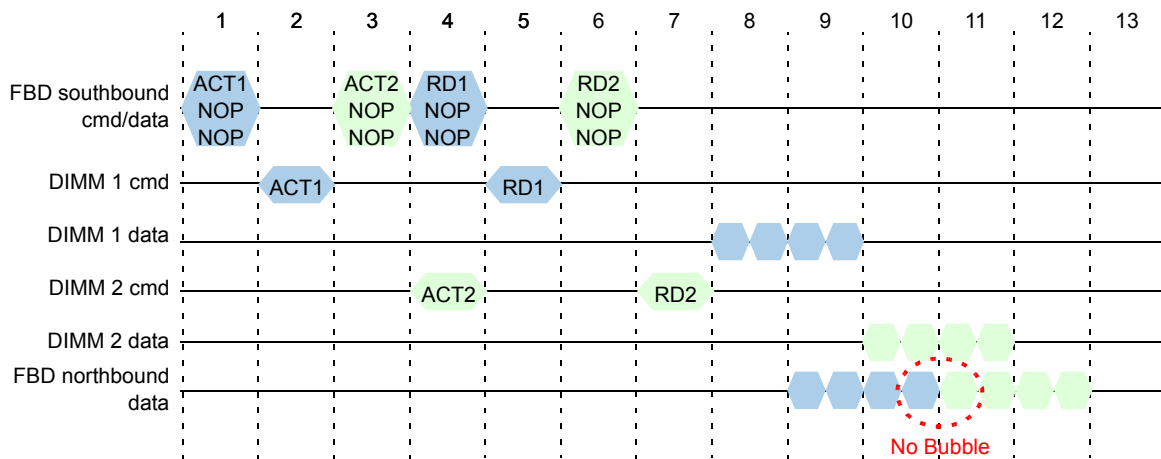 1 2 3 4 5 6 7 8 9 10 11 12 13
FBD southbound
cmd/data
ACT1
NOP
NOP
ACT2
NOP
NOP
RD1
NOP
NOP
RD2
NOP
NOP
DIMM 1 cmd
ACT1 RD1
DIMM 1 data
DIMM 2 cmd
ACT2 RD2
DIMM 2 data
FBD northbound
data
No Bubble